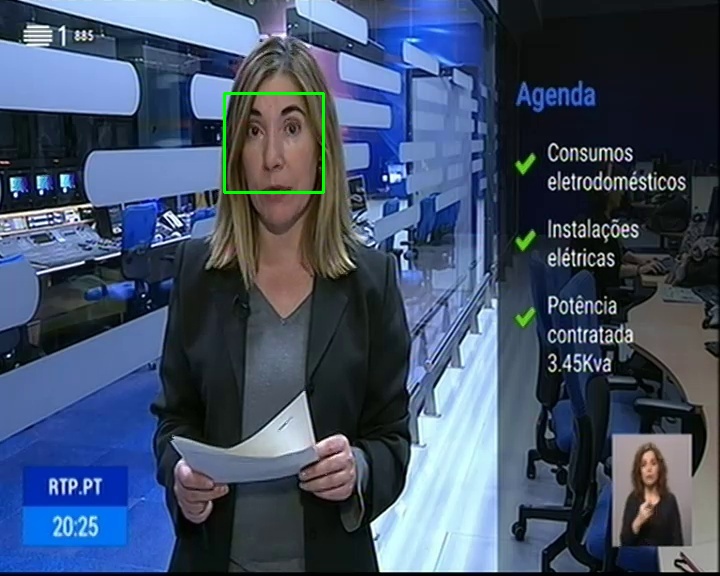 1 885
Agenda
Consumos
eletrodomésticos
Instalações
elétricas
Potência
contratada
3.45Kva
RTP.PT
20:25